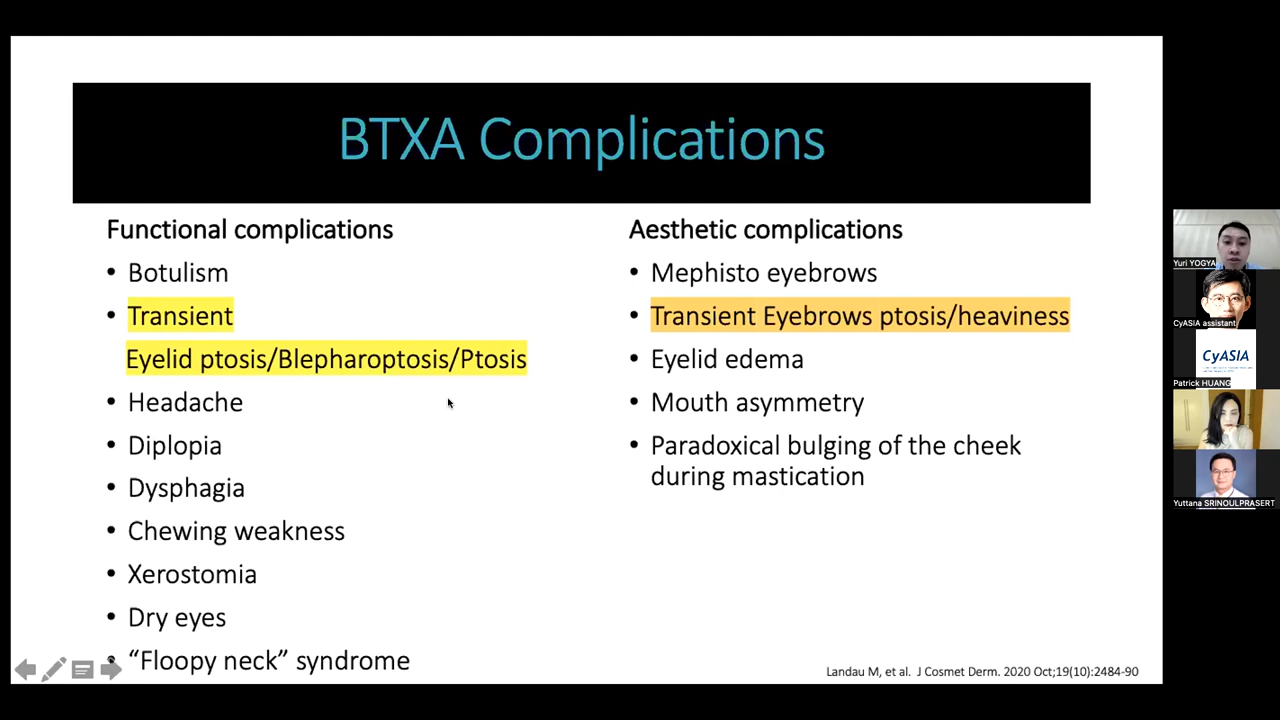 BTXA Complications
Functional complications
• Botulism
• Transient
Eyelid ptosis/Blepharoptosis/Ptosis
• Headache
• Diplopia
• Dysphagia
• Chewing weakness
• Xerostomia
• Dry eyes
• “Floopy neck” syndrome
Aesthetic complications
• Mephisto eyebrows
• Transient Eyebrows ptosis/heaviness
• Eyelid edema
• Mouth asymmetry
• Paradoxical bulging of the cheek
during mastication
Landau M, et al. J Cosmet Derm. 2020 Oct;19(10):2484-90
Yuri YOGYA
CyASIA assistant
CyASIA
Patrick HUANG
Yuttana SRINOULPRASERT